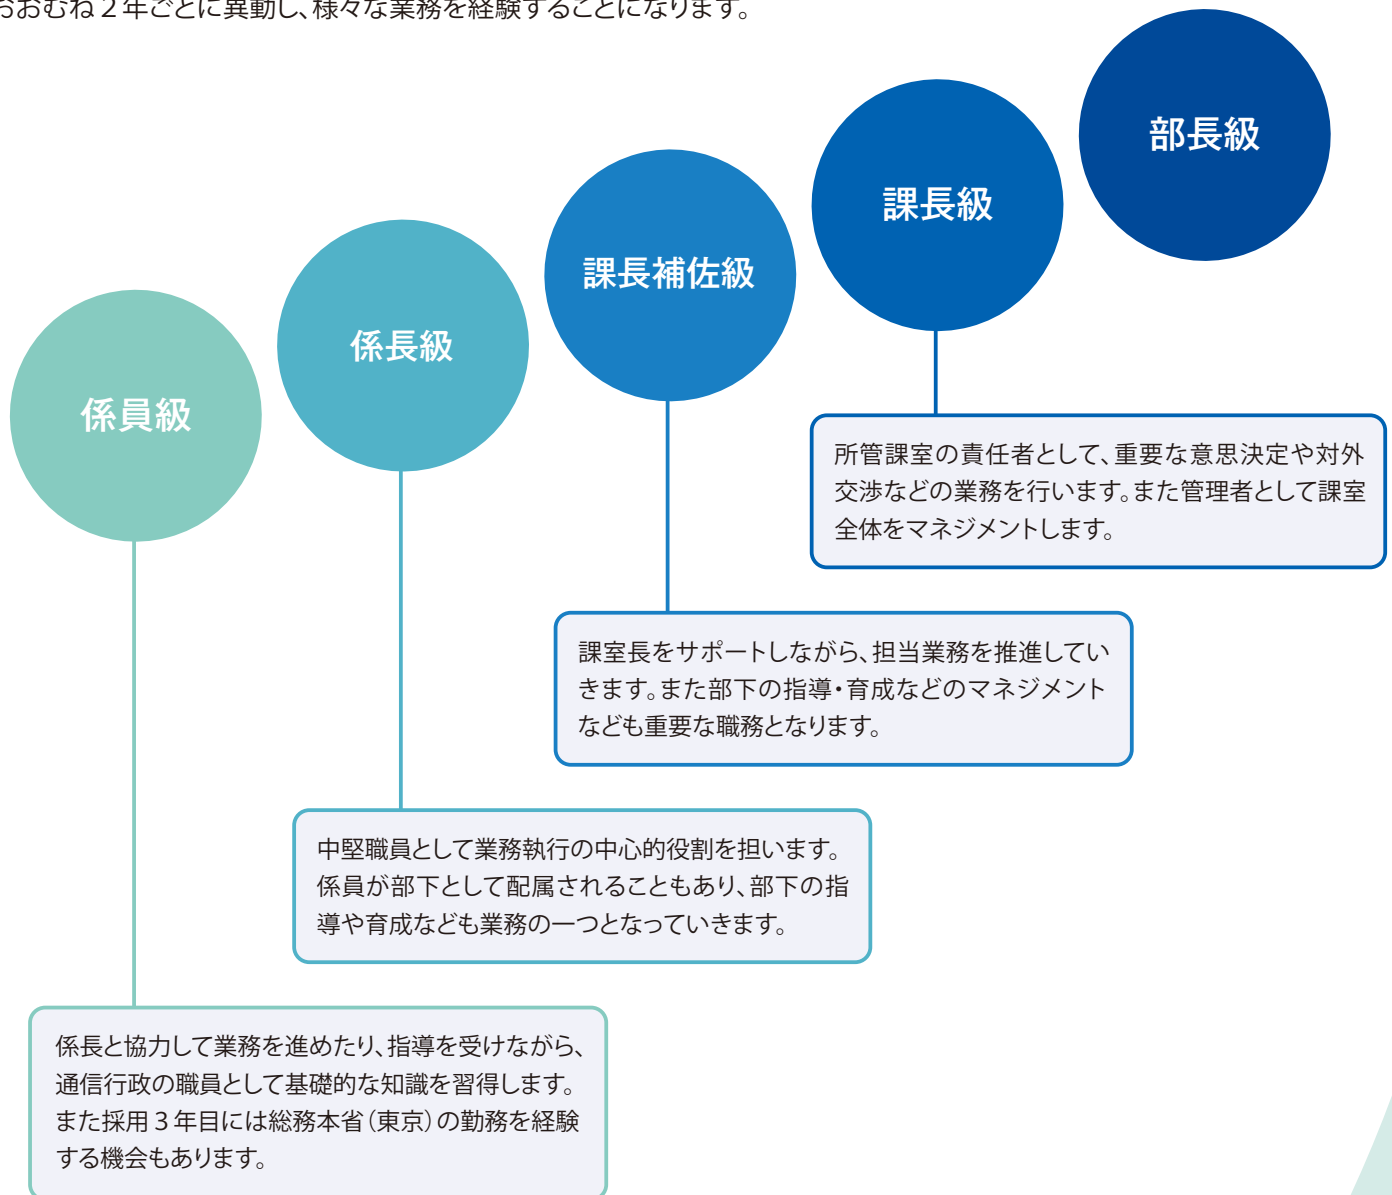 おおむね２年ごとに異動し、様々な業務を経験することになります。
部長級
課長級
課長補佐級
係長級
係員級
所管課室の責任者として、重要な意思決定や対外
交渉などの業務を行います。また管理者として課室
全体をマネジメントします。
課室長をサポートしながら、担当業務を推進してい
きます。また部下の指導・育成などのマネジメント
なども重要な職務となります。
中堅職員として業務執行の中心的役割を担います。
係員が部下として配属されることもあり、部下の指
導や育成なども業務の一つとなっていきます。
係長と協力して業務を進めたり、指導を受けながら、
通信行政の職員として基礎的な知識を習得します。
また採用３年目には総務本省（東京）の勤務を経験
する機会もあります。